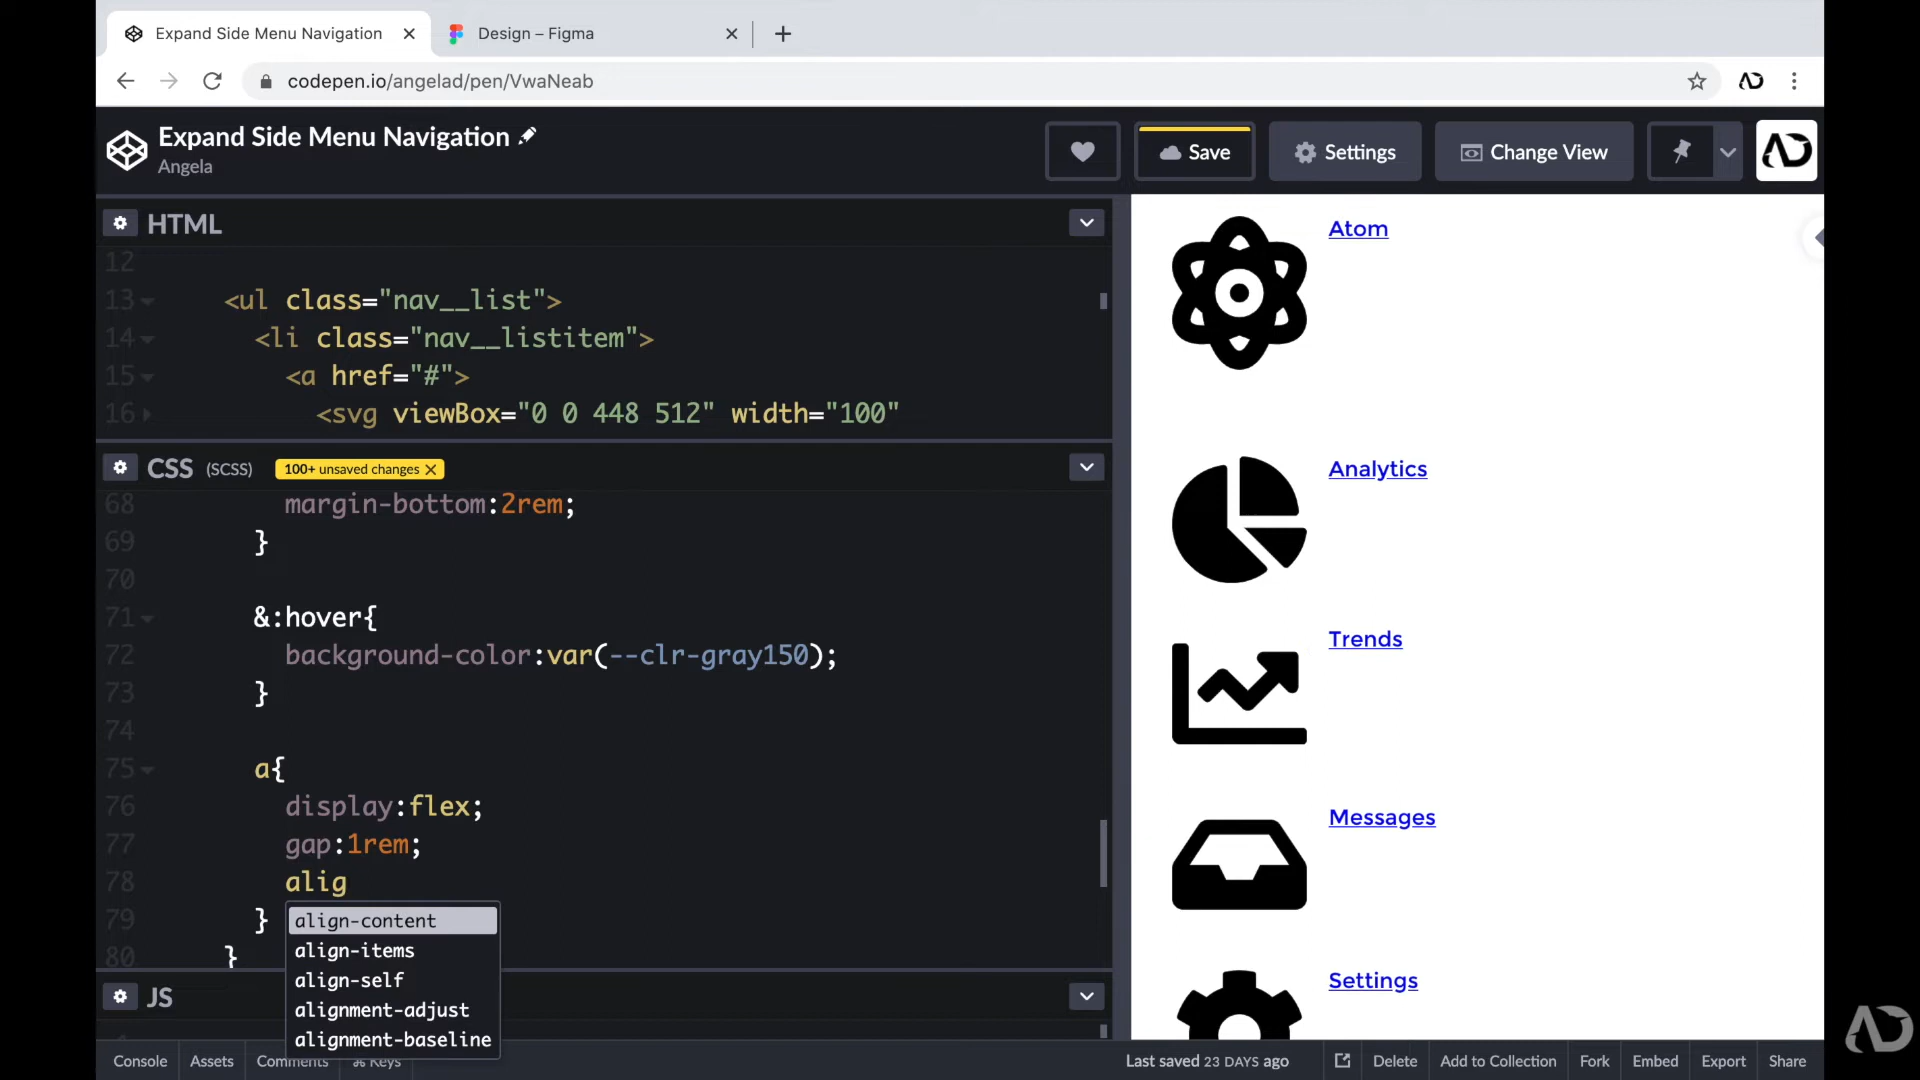 Expand Side Menu Navigation
Design – Figma
codepen.io/angelad/pen/VwaNeab
Expand Side Menu Navigation
Angela
Save
Settings
Change View
HTML
12
13 <ul class="nav__list">
14 <li class="nav__listitem">
15 <a href="#">
16 <svg viewBox="0 0 448 512" width="100"
CSS (SCSS) 100+ unsaved changes
68 margin-bottom:2rem;
69 }
70
71 &:hover{
72 background-color:var(--clr-gray150);
73 }
74
75 a{
76 display:flex;
77 gap:1rem;
78 alig
79 }
80 }
align-content
align-items
align-self
alignment-adjust
alignment-baseline
JS
Atom
Analytics
Trends
Messages
Settings
Console
Assets
Comments
⌘ Keys
Last saved 23 DAYS ago
Delete
Add to Collection
Fork
Embed
Export
Share